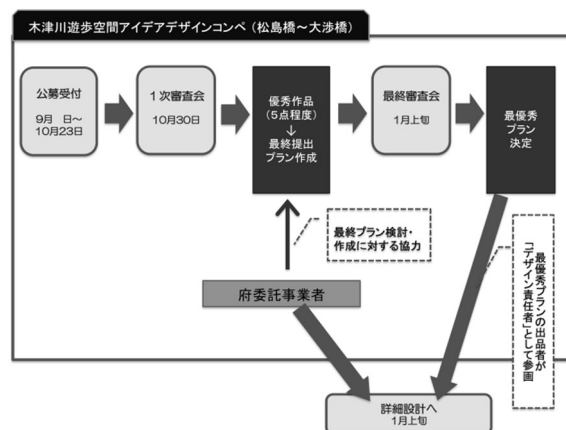 木津川遊歩空間アイデアデザインコンペ（松島橋～大渉橋）
公募受付
9月　日～
10月23日
1次審査会
10月30日
優秀作品
（5点程度）
↓
最終提出
プラン作成
最終審査会
1月上旬
最優秀
プラン
決定
最終プラン検討・
作成に対する協力
府委託事業者
最優秀プランの出品者が
「デザイン責任者」として参画
詳細設計へ
1月上旬